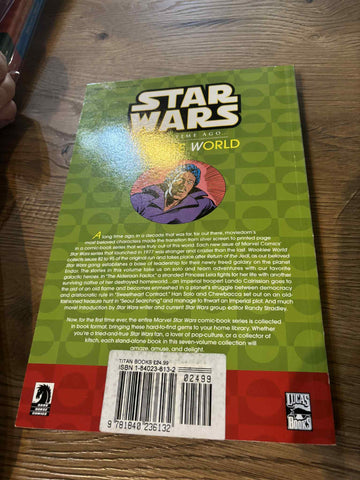 STAR
WARS
TIME AGO...
WORLD
A long time ago, in a decade that was far, far out there, moviedom's
most beloved characters made the transition from silver screen to printed page
in a comic-book series that was truly out of this world. Each new issue of Marvel Comics'
Star Wars series that launched in 1977 was stranger and crazier than the last. Wookiee World
collects issues 82 to 95 of the original run and takes place after Return of the Jedi, as our beloved
Star Wars gang establishes a base of leadership for their newly freed galaxy on the planet
Endor. The stories in this volume take us on solo and team adventures with our favorite
galactic heroes. In "The Alderaan Factor," a stranded Princess Leia fights for her life with another
surviving native of her destroyed homeworld...an Imperial trooper! Lando Calrissian goes to
the aid of an old flame and becomes enmeshed in a planet's struggle between democracy
and aristocratic rule in "Sweetheart Contract." Han Solo and Chewbacca set out on an old-
fashioned treasure hunt in "Seoul Searching" and manage to thwart an Imperial plot. And much
more! Introduction by Star Wars writer and current Star Wars group editor Randy Stradley.
Now, for the first time ever, the entire Marvel Star Wars comic-book series is collected
in book format, bringing these hard-to-find gems to your home library. Whether
you're a tried-and-true Star Wars fan, a lover of pop-culture, or a collector of
kitsch, each stand-alone book in this seven-volume collection will
amaze, amuse, and delight.
TITAN BOOKS £24.99
ISBN 1-84023-613-2
02499
9 781840 236132
DARK
HORSE
COMICS
LUCAS
BOOKS